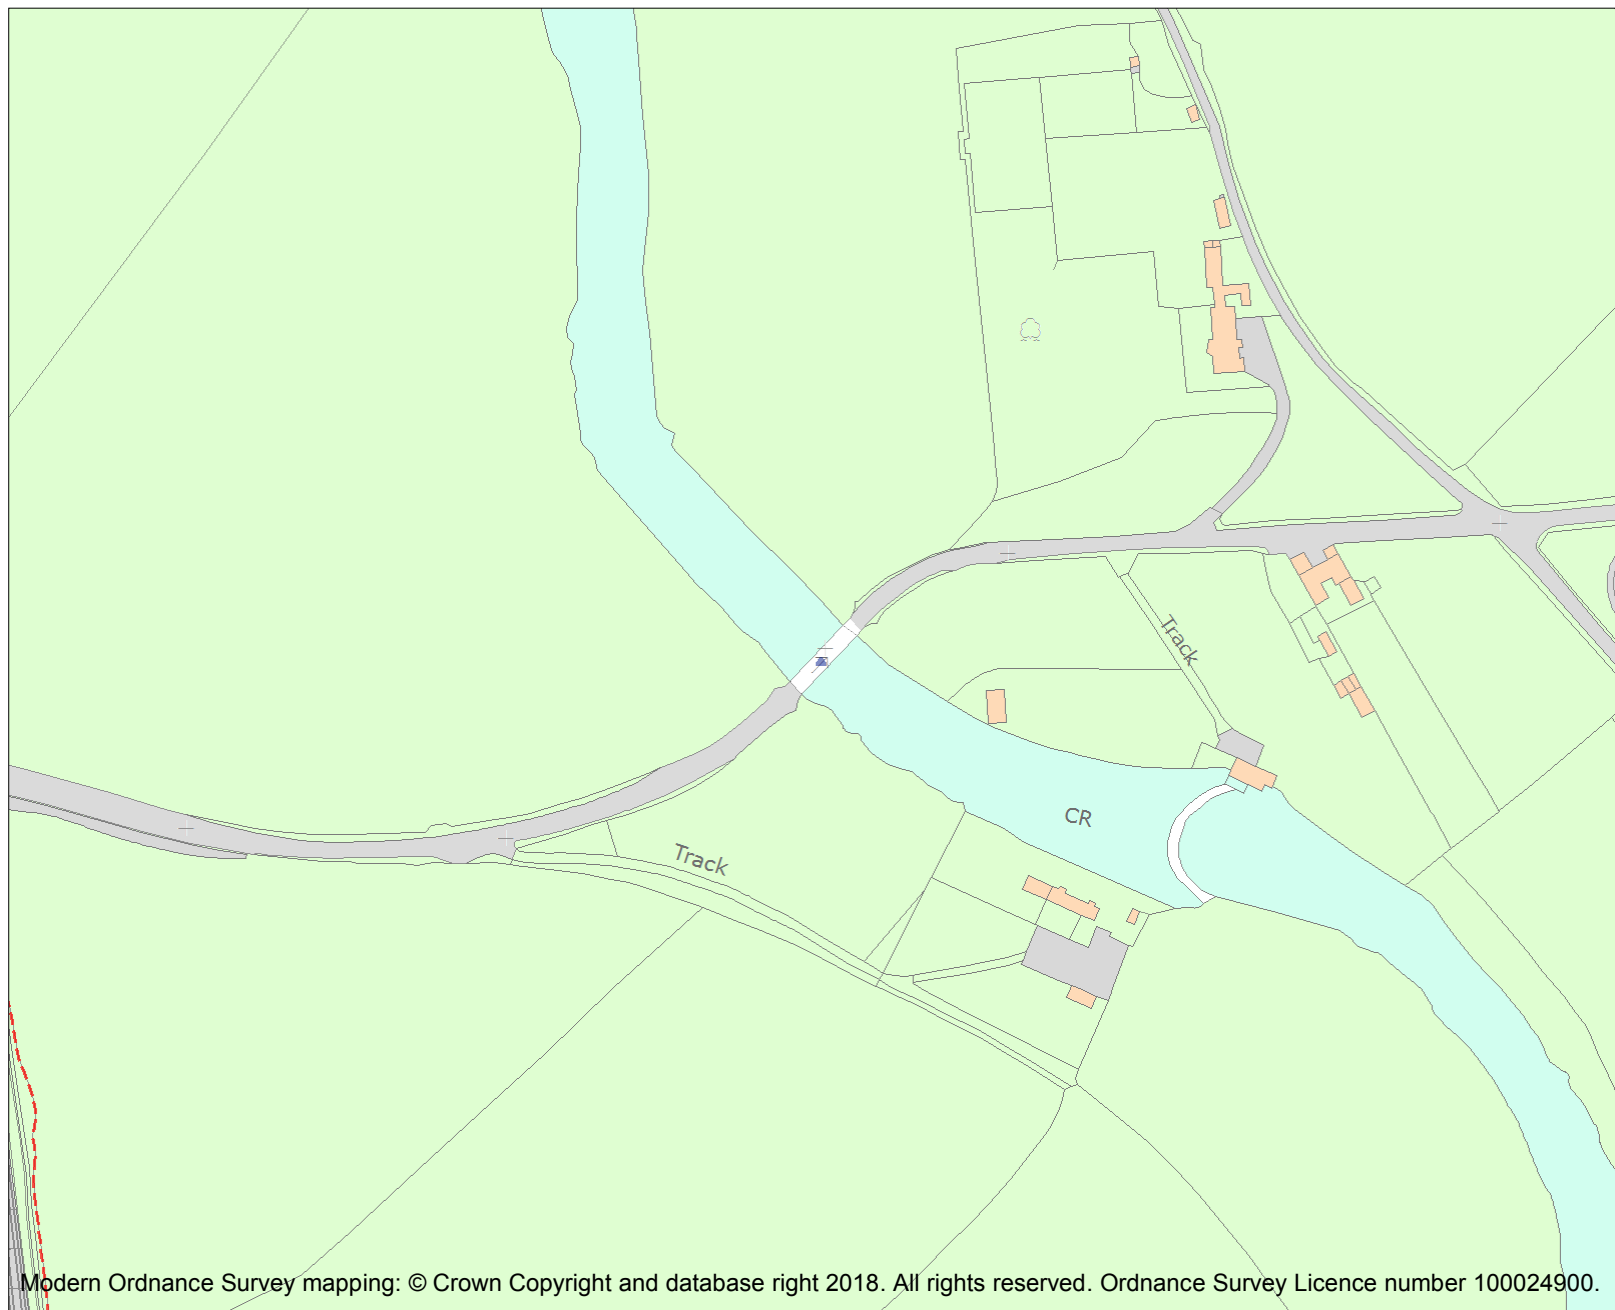 Track
CR
Track
Modern Ordnance Survey mapping: © Crown Copyright and database right 2018. All rights reserved. Ordnance Survey Licence number 100024900.